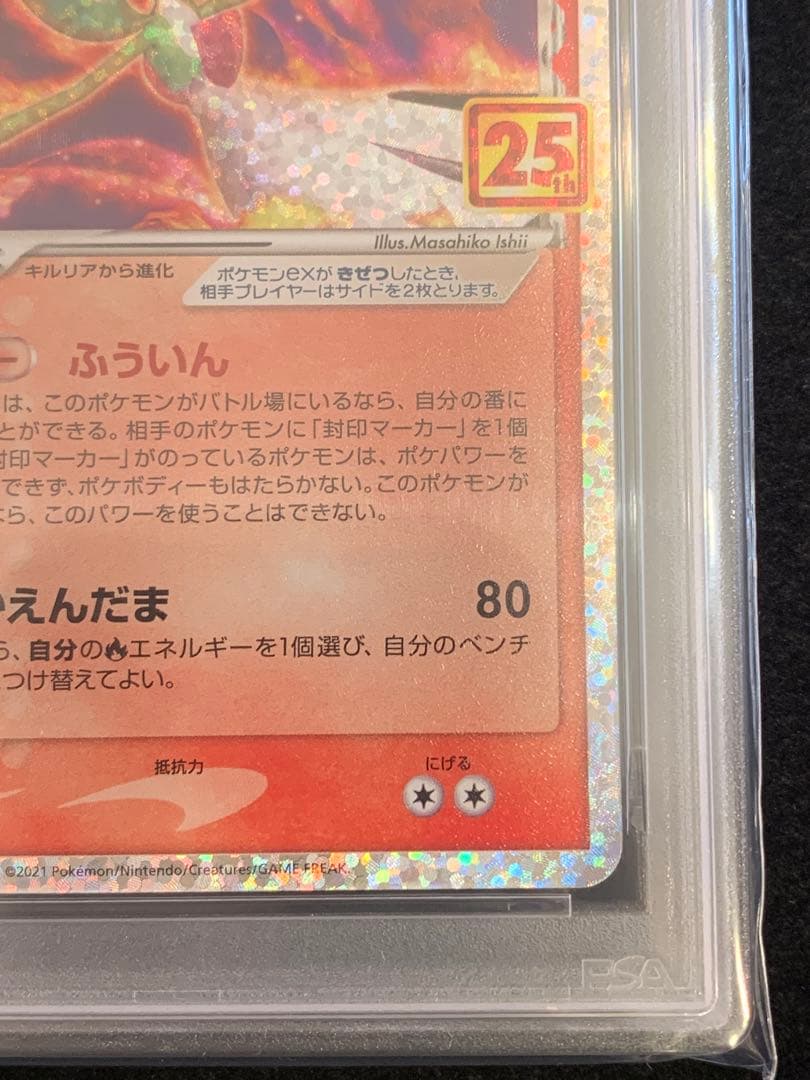 25th
Illus.Masahiko Ishii
キルリアから進化
ポケモンexが きぜつしたとき、
相手プレイヤーはサイドを2枚とります。
ー ふういん
は、このポケモンがバトル場にいるなら、自分の番に
とができる。相手のポケモンに「封印マーカー」を1個
封印マーカー」がのっているポケモンは、ポケパワーを
できず、ポケボディーもはたらかない。このポケモンが
なら、このパワーを使うことはできない。
かえんだま 80
ら、自分の🔥エネルギーを1個選び、自分のベンチ
につけ替えてよい。
抵抗力
にげる
©2021 Pokémon/Nintendo/Creatures/GAME FREAK.
PSA